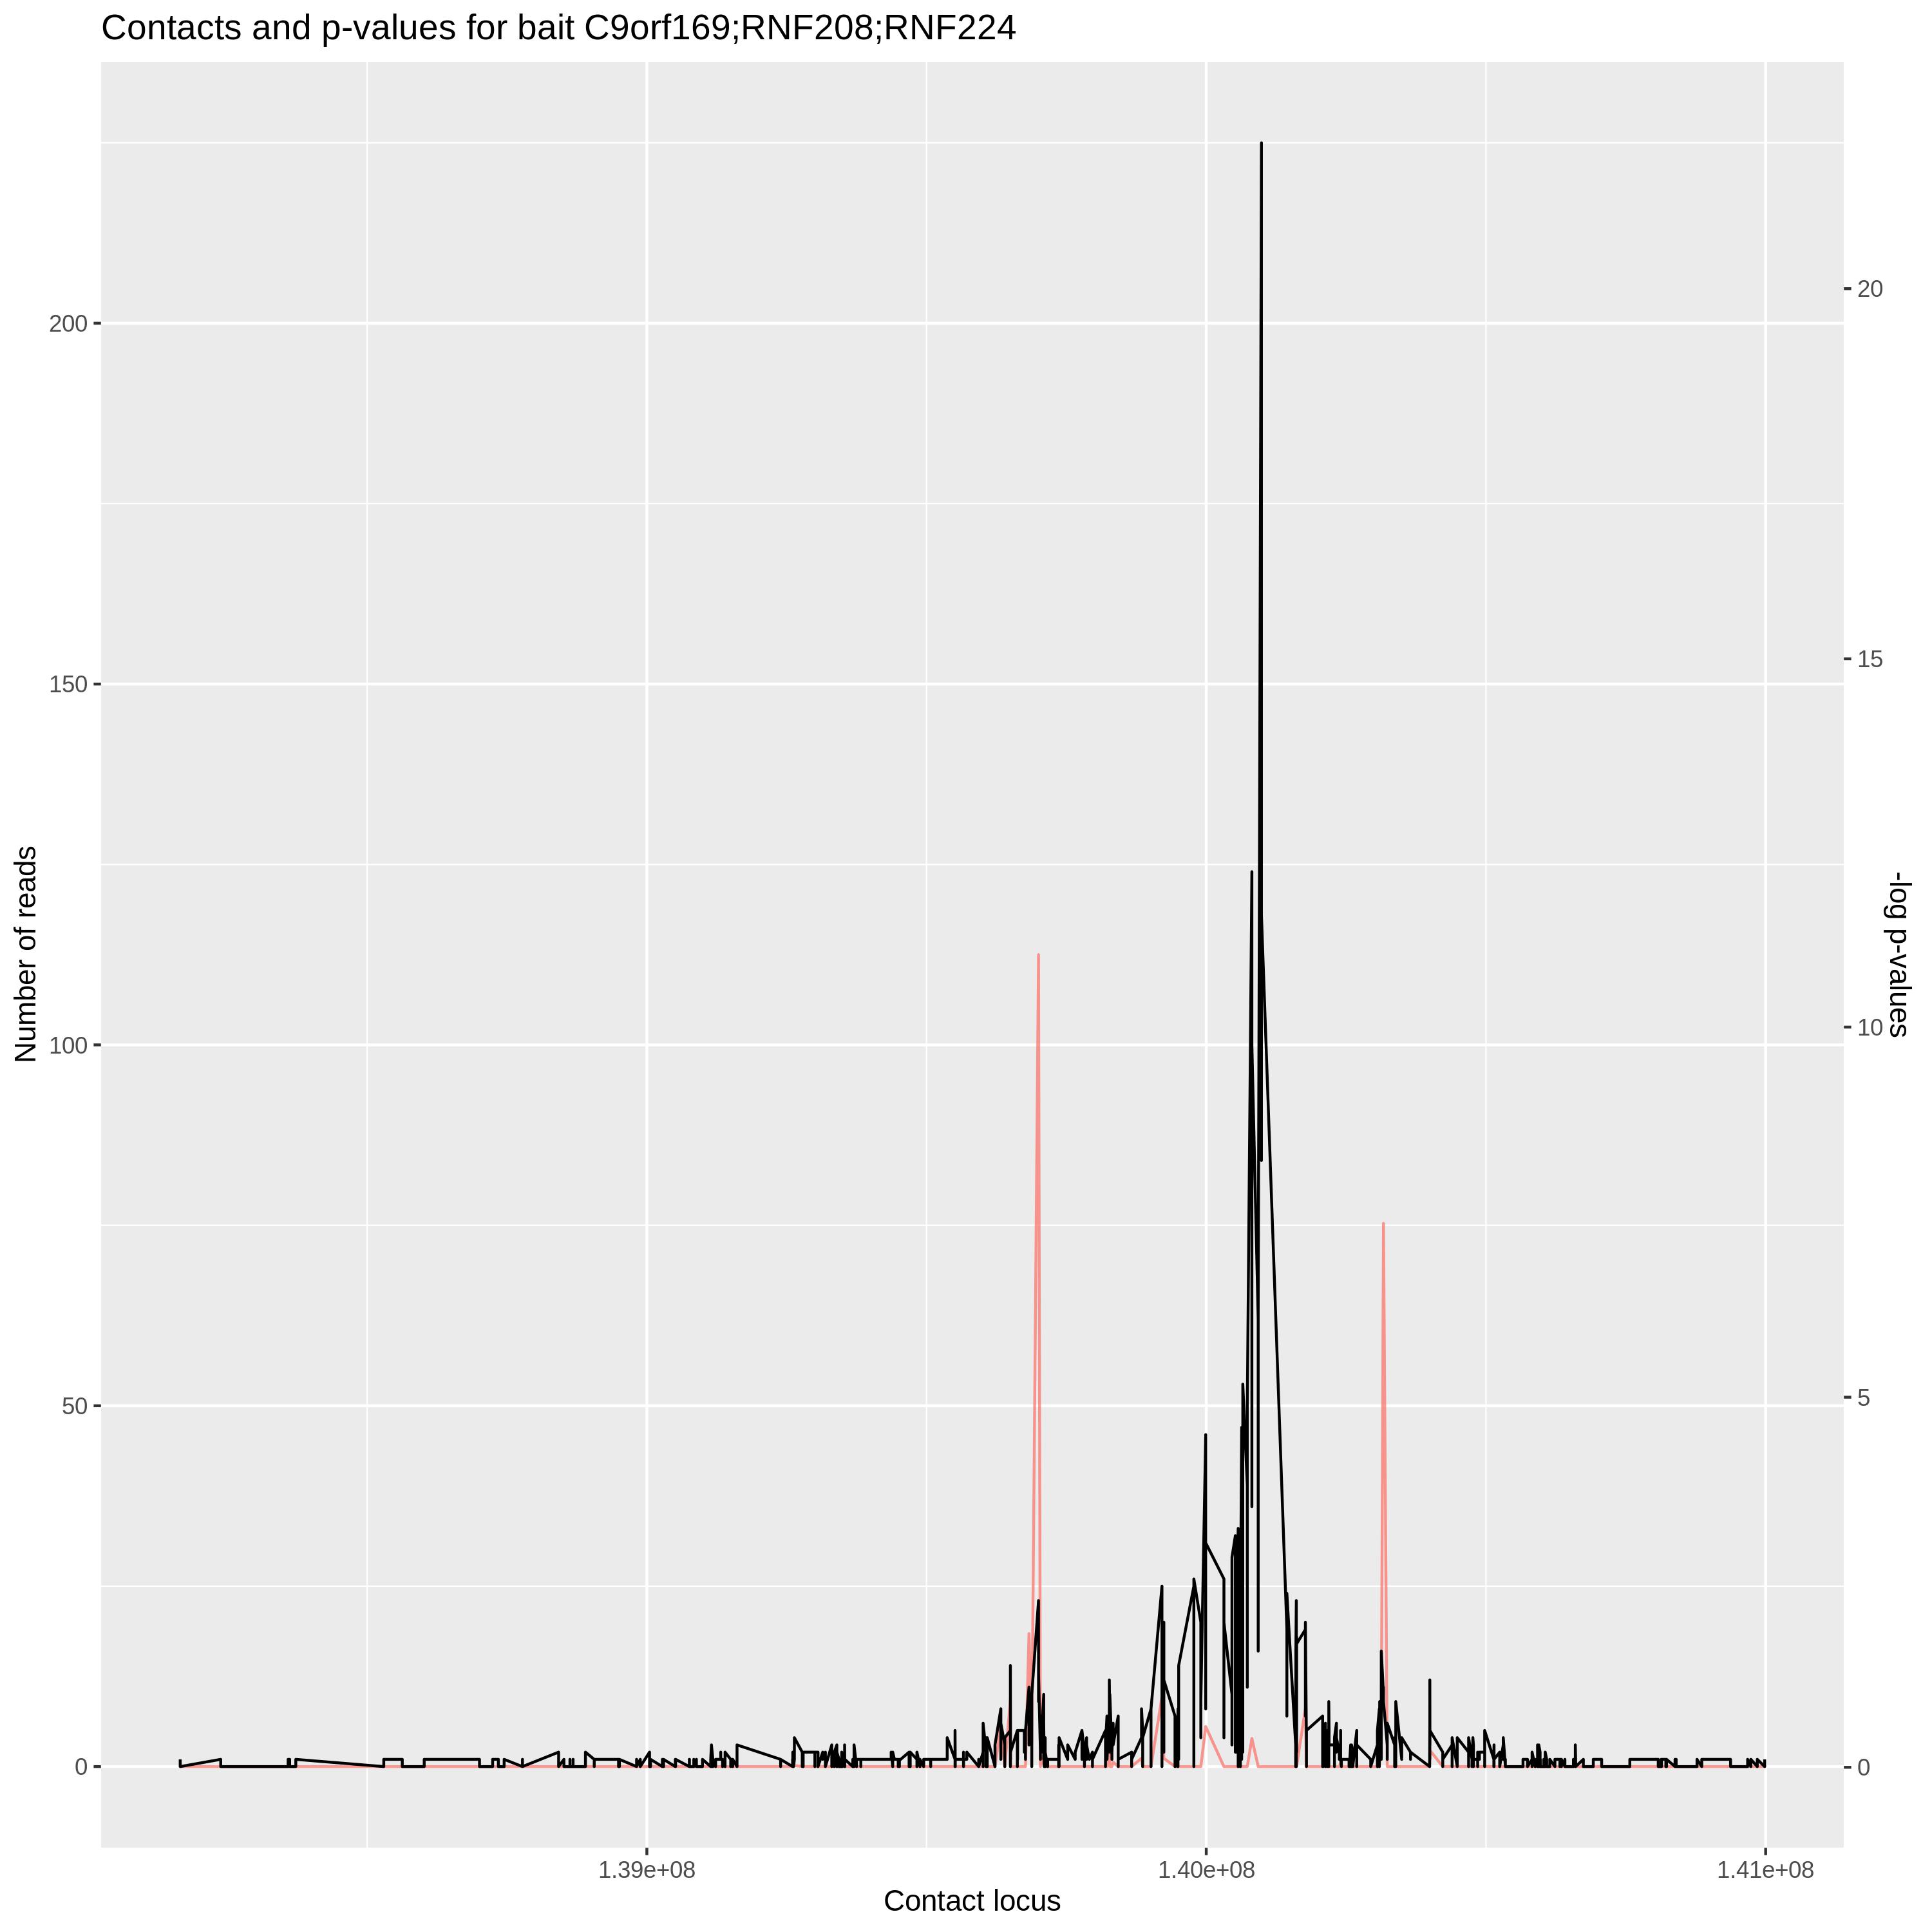 Contacts and p-values for bait C9orf169;RNF208;RNF224
Number of reads
200
150
100
50
0
20
15
10
5
0
-log p-values
1.39e+08
1.40e+08
1.41e+08
Contact locus